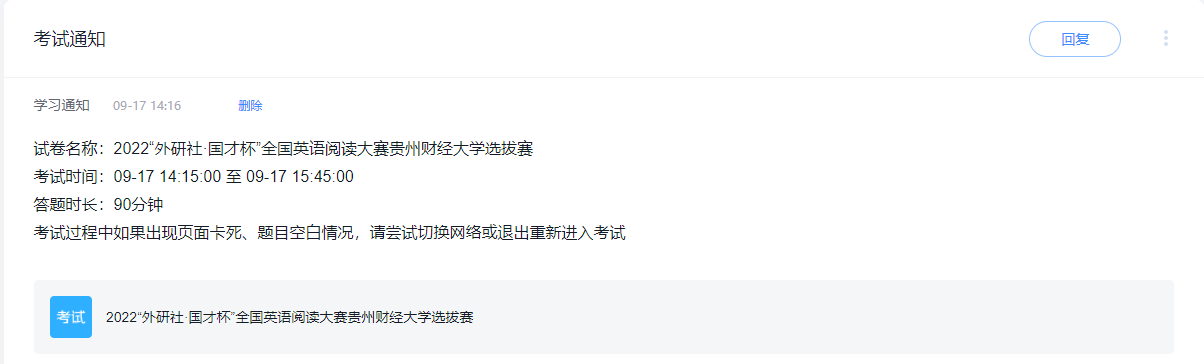 考试通知
回复
学习通知 09-17 14:16 删除
试卷名称：2022“外研社·国才杯”全国英语阅读大赛贵州财经大学选拔赛
考试时间：09-17 14:15:00 至 09-17 15:45:00
答题时长：90分钟
考试过程中如果出现页面卡死、题目空白情况，请尝试切换网络或退出重新进入考试
考试 2022“外研社·国才杯”全国英语阅读大赛贵州财经大学选拔赛